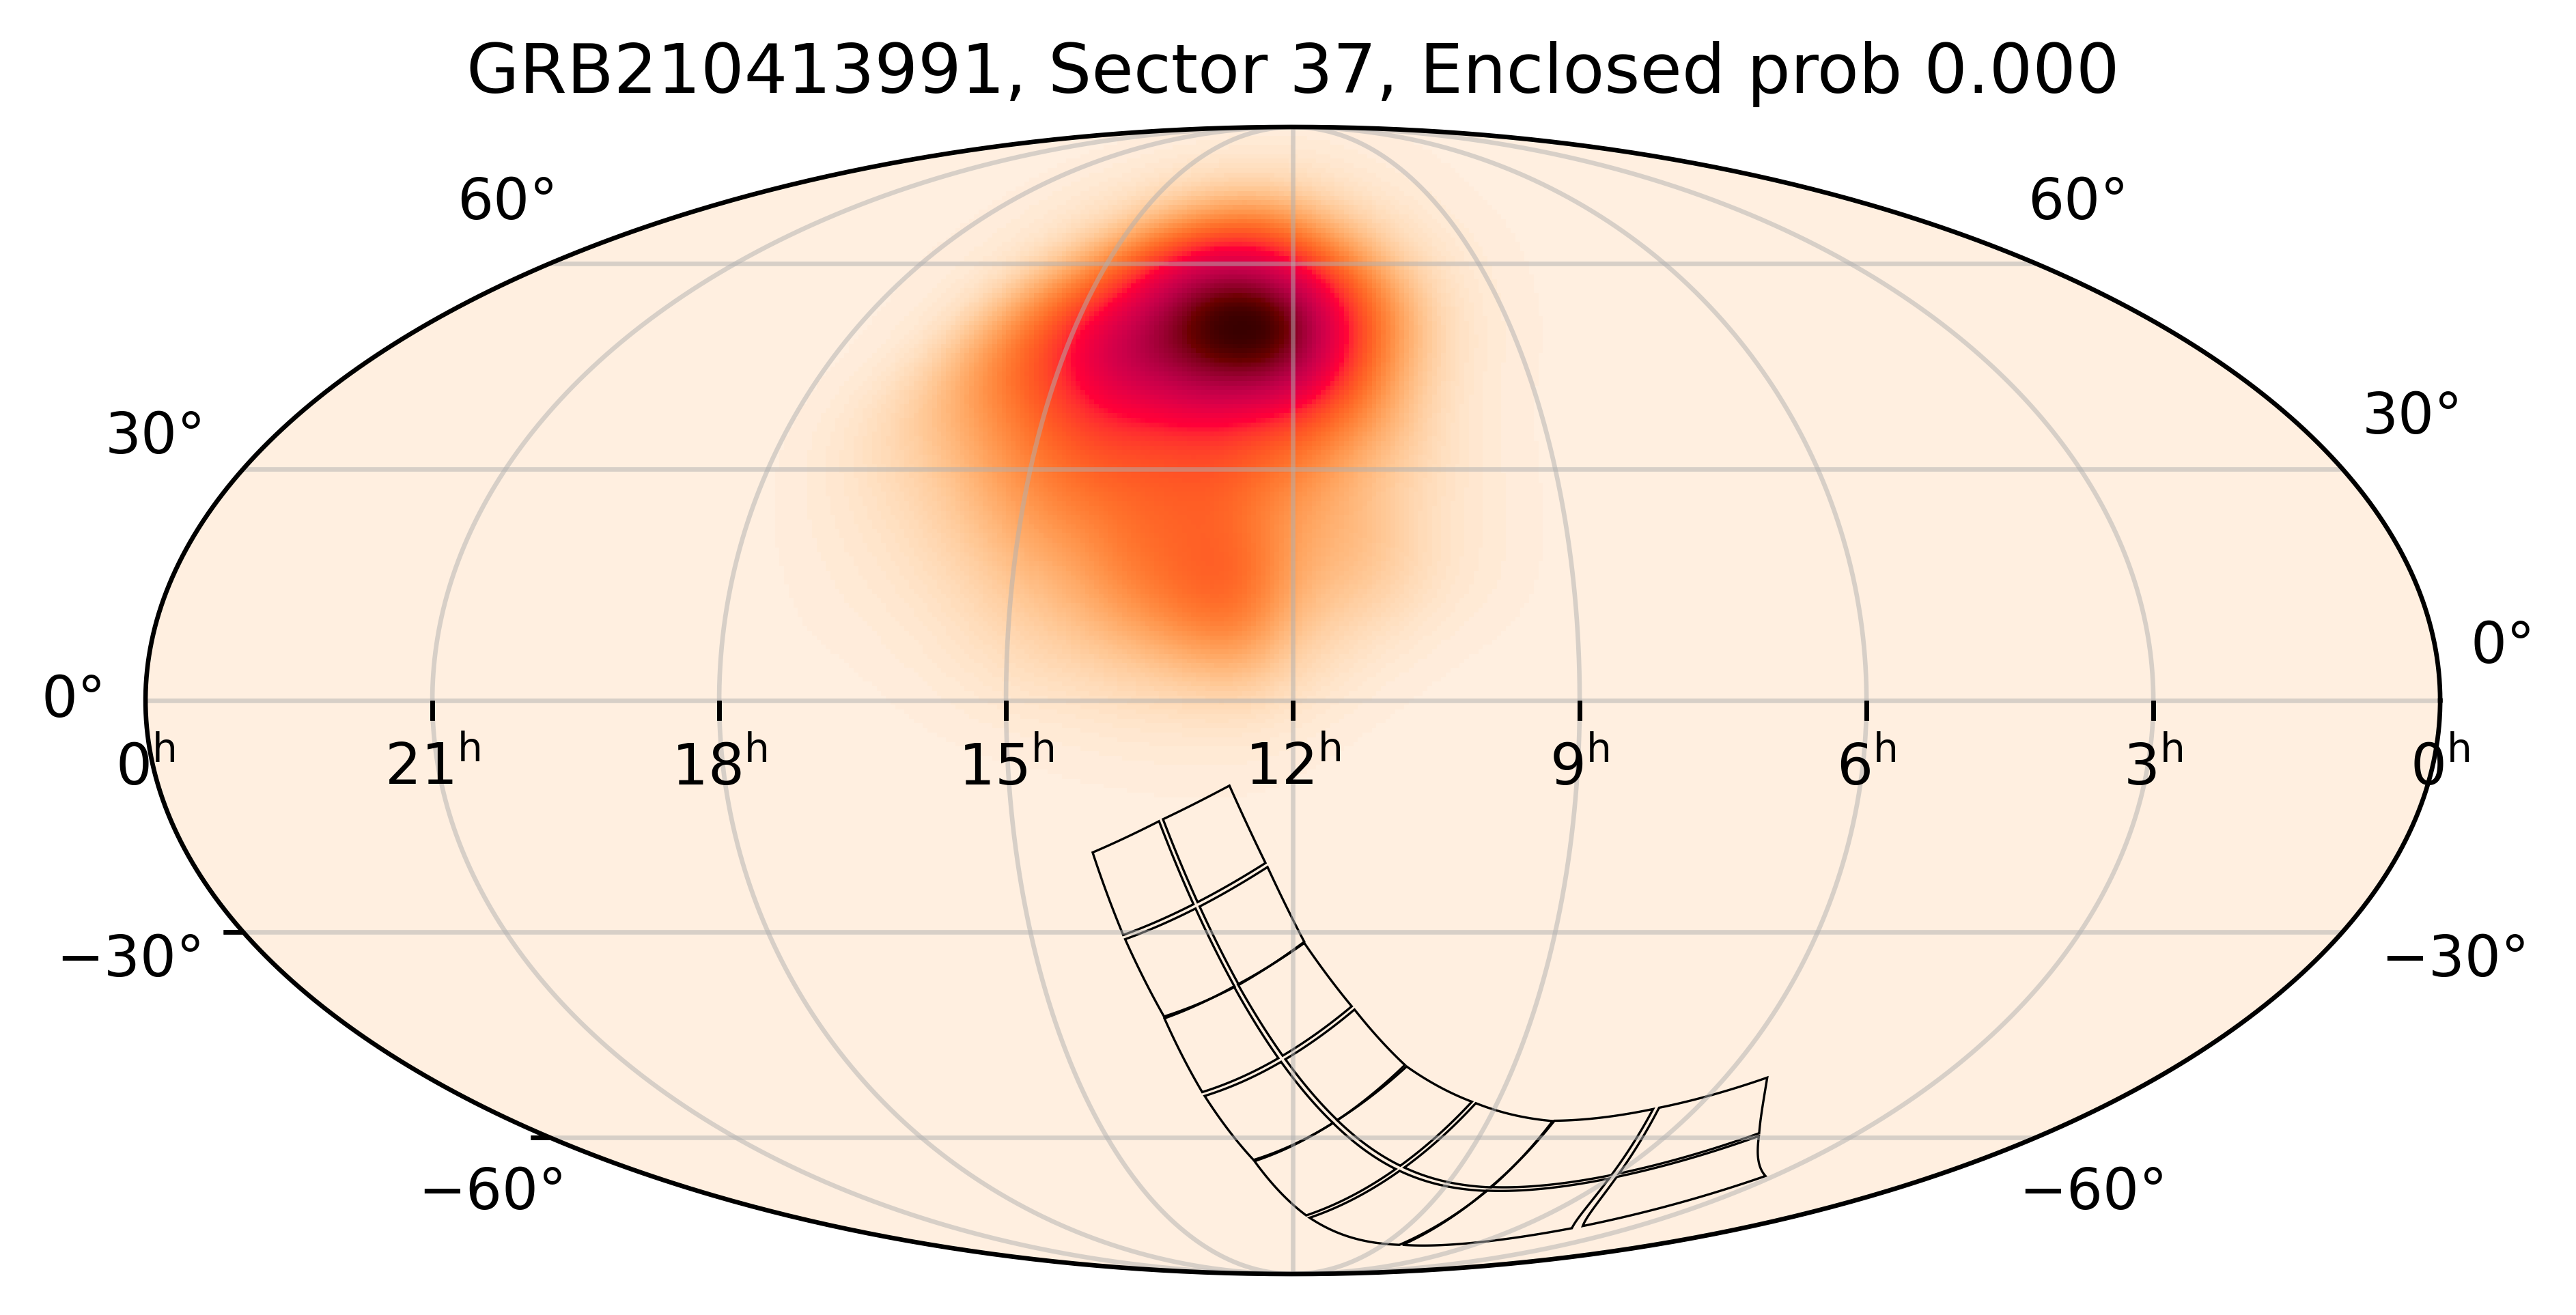 GRB210413991, Sector 37, Enclosed prob 0.000
60° 60°
30° 30°
0° 0°
0ʰ 21ʰ 18ʰ 15ʰ 12ʰ 9ʰ 6ʰ 3ʰ 0ʰ
−30° −30°
−60° −60°